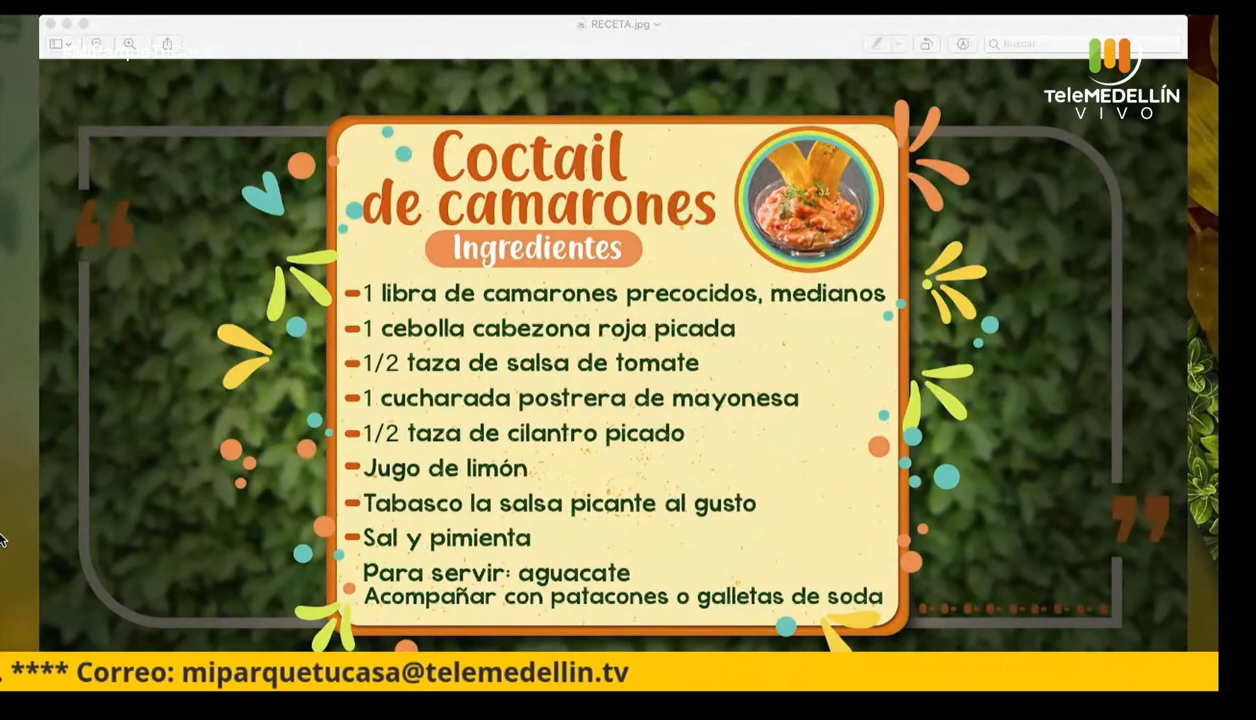 RECETA.jpg
#MiParqueTuCasa
Buscar
TeleMEDELLÍN
VIVO
Coctail
de camarones
Ingredientes
-1 libra de camarones precocidos, medianos
-1 cebolla cabezona roja picada
-1/2 taza de salsa de tomate
-1 cucharada postrera de mayonesa
-1/2 taza de cilantro picado
-Jugo de limón
-Tabasco la salsa picante al gusto
-Sal y pimienta
Para servir: aguacate
Acompañar con patacones o galletas de soda
. **** Correo: miparquetucasa@telemedellin.tv